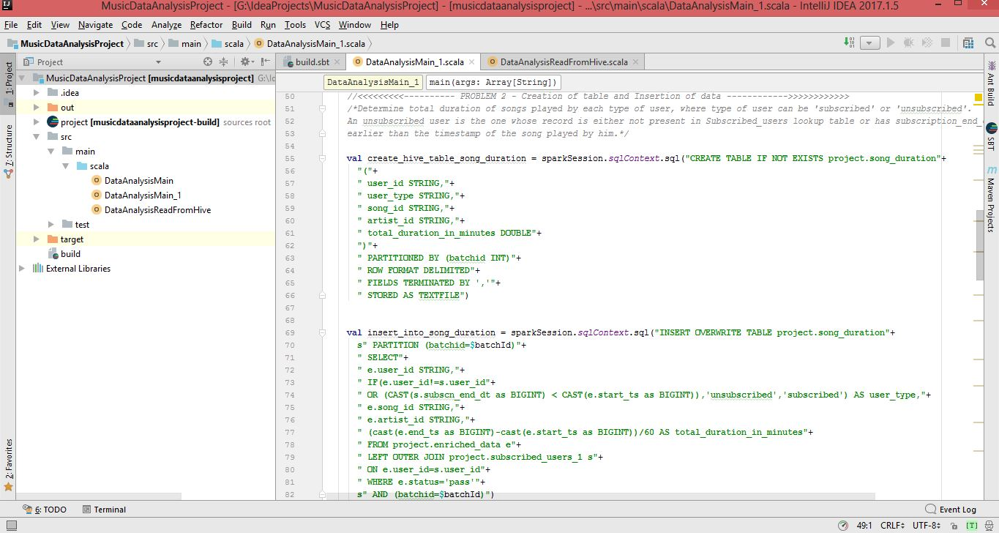 MusicDataAnalysisProject - [G:\IdeaProjects\MusicDataAnalysisProject] - [musicdataanalysisproject] - ...\src\main\scala\DataAnalysisMain_1.scala - IntelliJ IDEA 2017.1.5
File Edit View Navigate Code Analyze Refactor Build Run Tools VCS Window Help
MusicDataAnalysisProject src main scala DataAnalysisMain_1.scala
Project
build.sbt
DataAnalysisMain_1.scala
DataAnalysisReadFromHive.scala
1: Project
Z: Structure
2: Favorites
MusicDataAnalysisProject [musicdataanalysisproject] G:\Id
.idea
out
project [musicdataanalysisproject-build] sources root
src
main
scala
DataAnalysisMain
DataAnalysisMain_1
DataAnalysisReadFromHive
test
target
build
External Libraries
DataAnalysisMain_1 main(args: Array[String])
50 //<<<<<<<<<<---------- PROBLEM 2 - Creation of table and Insertion of data ------------>>>>>>>>>>>>
51 /*Determine total duration of songs played by each type of user, where type of user can be 'subscribed' or 'unsubscribed'.
52 An unsubscribed user is the one whose record is either not present in Subscribed_users lookup table or has subscription_end_
53 earlier than the timestamp of the song played by him.*/
54
55 val create_hive_table_song_duration = sparkSession.sqlContext.sql("CREATE TABLE IF NOT EXISTS project.song_duration"+
56 "("+
57 " user_id STRING,"+
58 " user_type STRING,"+
59 " song_id STRING,"+
60 " artist_id STRING,"+
61 " total_duration_in_minutes DOUBLE"+
62 ")"+
63 " PARTITIONED BY (batchid INT)"+
64 " ROW FORMAT DELIMITED"+
65 " FIELDS TERMINATED BY ','"+
66 " STORED AS TEXTFILE")
67
68
69 val insert_into_song_duration = sparkSession.sqlContext.sql("INSERT OVERWRITE TABLE project.song_duration"+
70 s" PARTITION (batchid=$batchId)"+
71 " SELECT"+
72 " e.user_id STRING,"+
73 " IF(e.user_id!=s.user_id"+
74 " OR (CAST(s.subscn_end_dt as BIGINT) < CAST(e.start_ts as BIGINT)),'unsubscribed','subscribed') AS user_type,"+
75 " e.song_id STRING,"+
76 " e.artist_id STRING,"+
77 " (cast(e.end_ts as BIGINT)-cast(e.start_ts as BIGINT))/60 AS total_duration_in_minutes"+
78 " FROM project.enriched_data e"+
79 " LEFT OUTER JOIN project.subscribed_users_1 s"+
80 " ON e.user_id=s.user_id"+
81 " WHERE e.status='pass'"+
82 s" AND (batchid=$batchId)")
Ant Build
SBT
Maven Projects
6: TODO Terminal Event Log
49:1 CRLF UTF-8 [T]